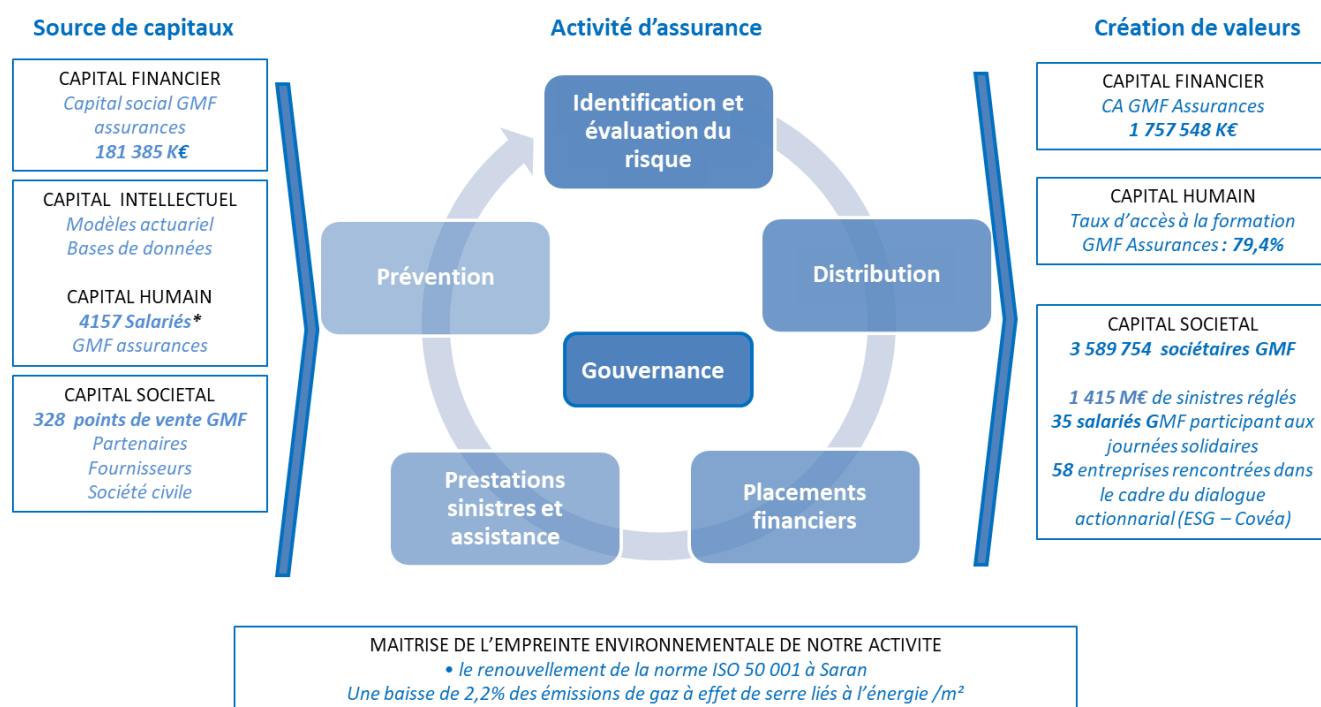 Source de capitaux
CAPITAL FINANCIER
Capital social GMF
assurances
181 385 K€
CAPITAL INTELLECTUEL
Modèles actuariel
Bases de données
CAPITAL HUMAIN
4157 Salariés*
GMF assurances
CAPITAL SOCIETAL
328 points de vente GMF
Partenaires
Fournisseurs
Société civile
Activité d’assurance
Identification et
évaluation du
risque
Distribution
Placements
financiers
Prestations
sinistres et
assistance
Prévention
Gouvernance
Création de valeurs
CAPITAL FINANCIER
CA GMF Assurances
1 757 548 K€
CAPITAL HUMAIN
Taux d’accès à la formation
GMF Assurances : 79,4%
CAPITAL SOCIETAL
3 589 754 sociétaires GMF
1 415 M€ de sinistres réglés
35 salariés GMF participant aux
journées solidaires
58 entreprises rencontrées dans
le cadre du dialogue
actionnarial (ESG – Covéa)
MAITRISE DE L’EMPREINTE ENVIRONNEMENTALE DE NOTRE ACTIVITE
• le renouvellement de la norme ISO 50 001 à Saran
Une baisse de 2,2% des émissions de gaz à effet de serre liés à l’énergie /m²